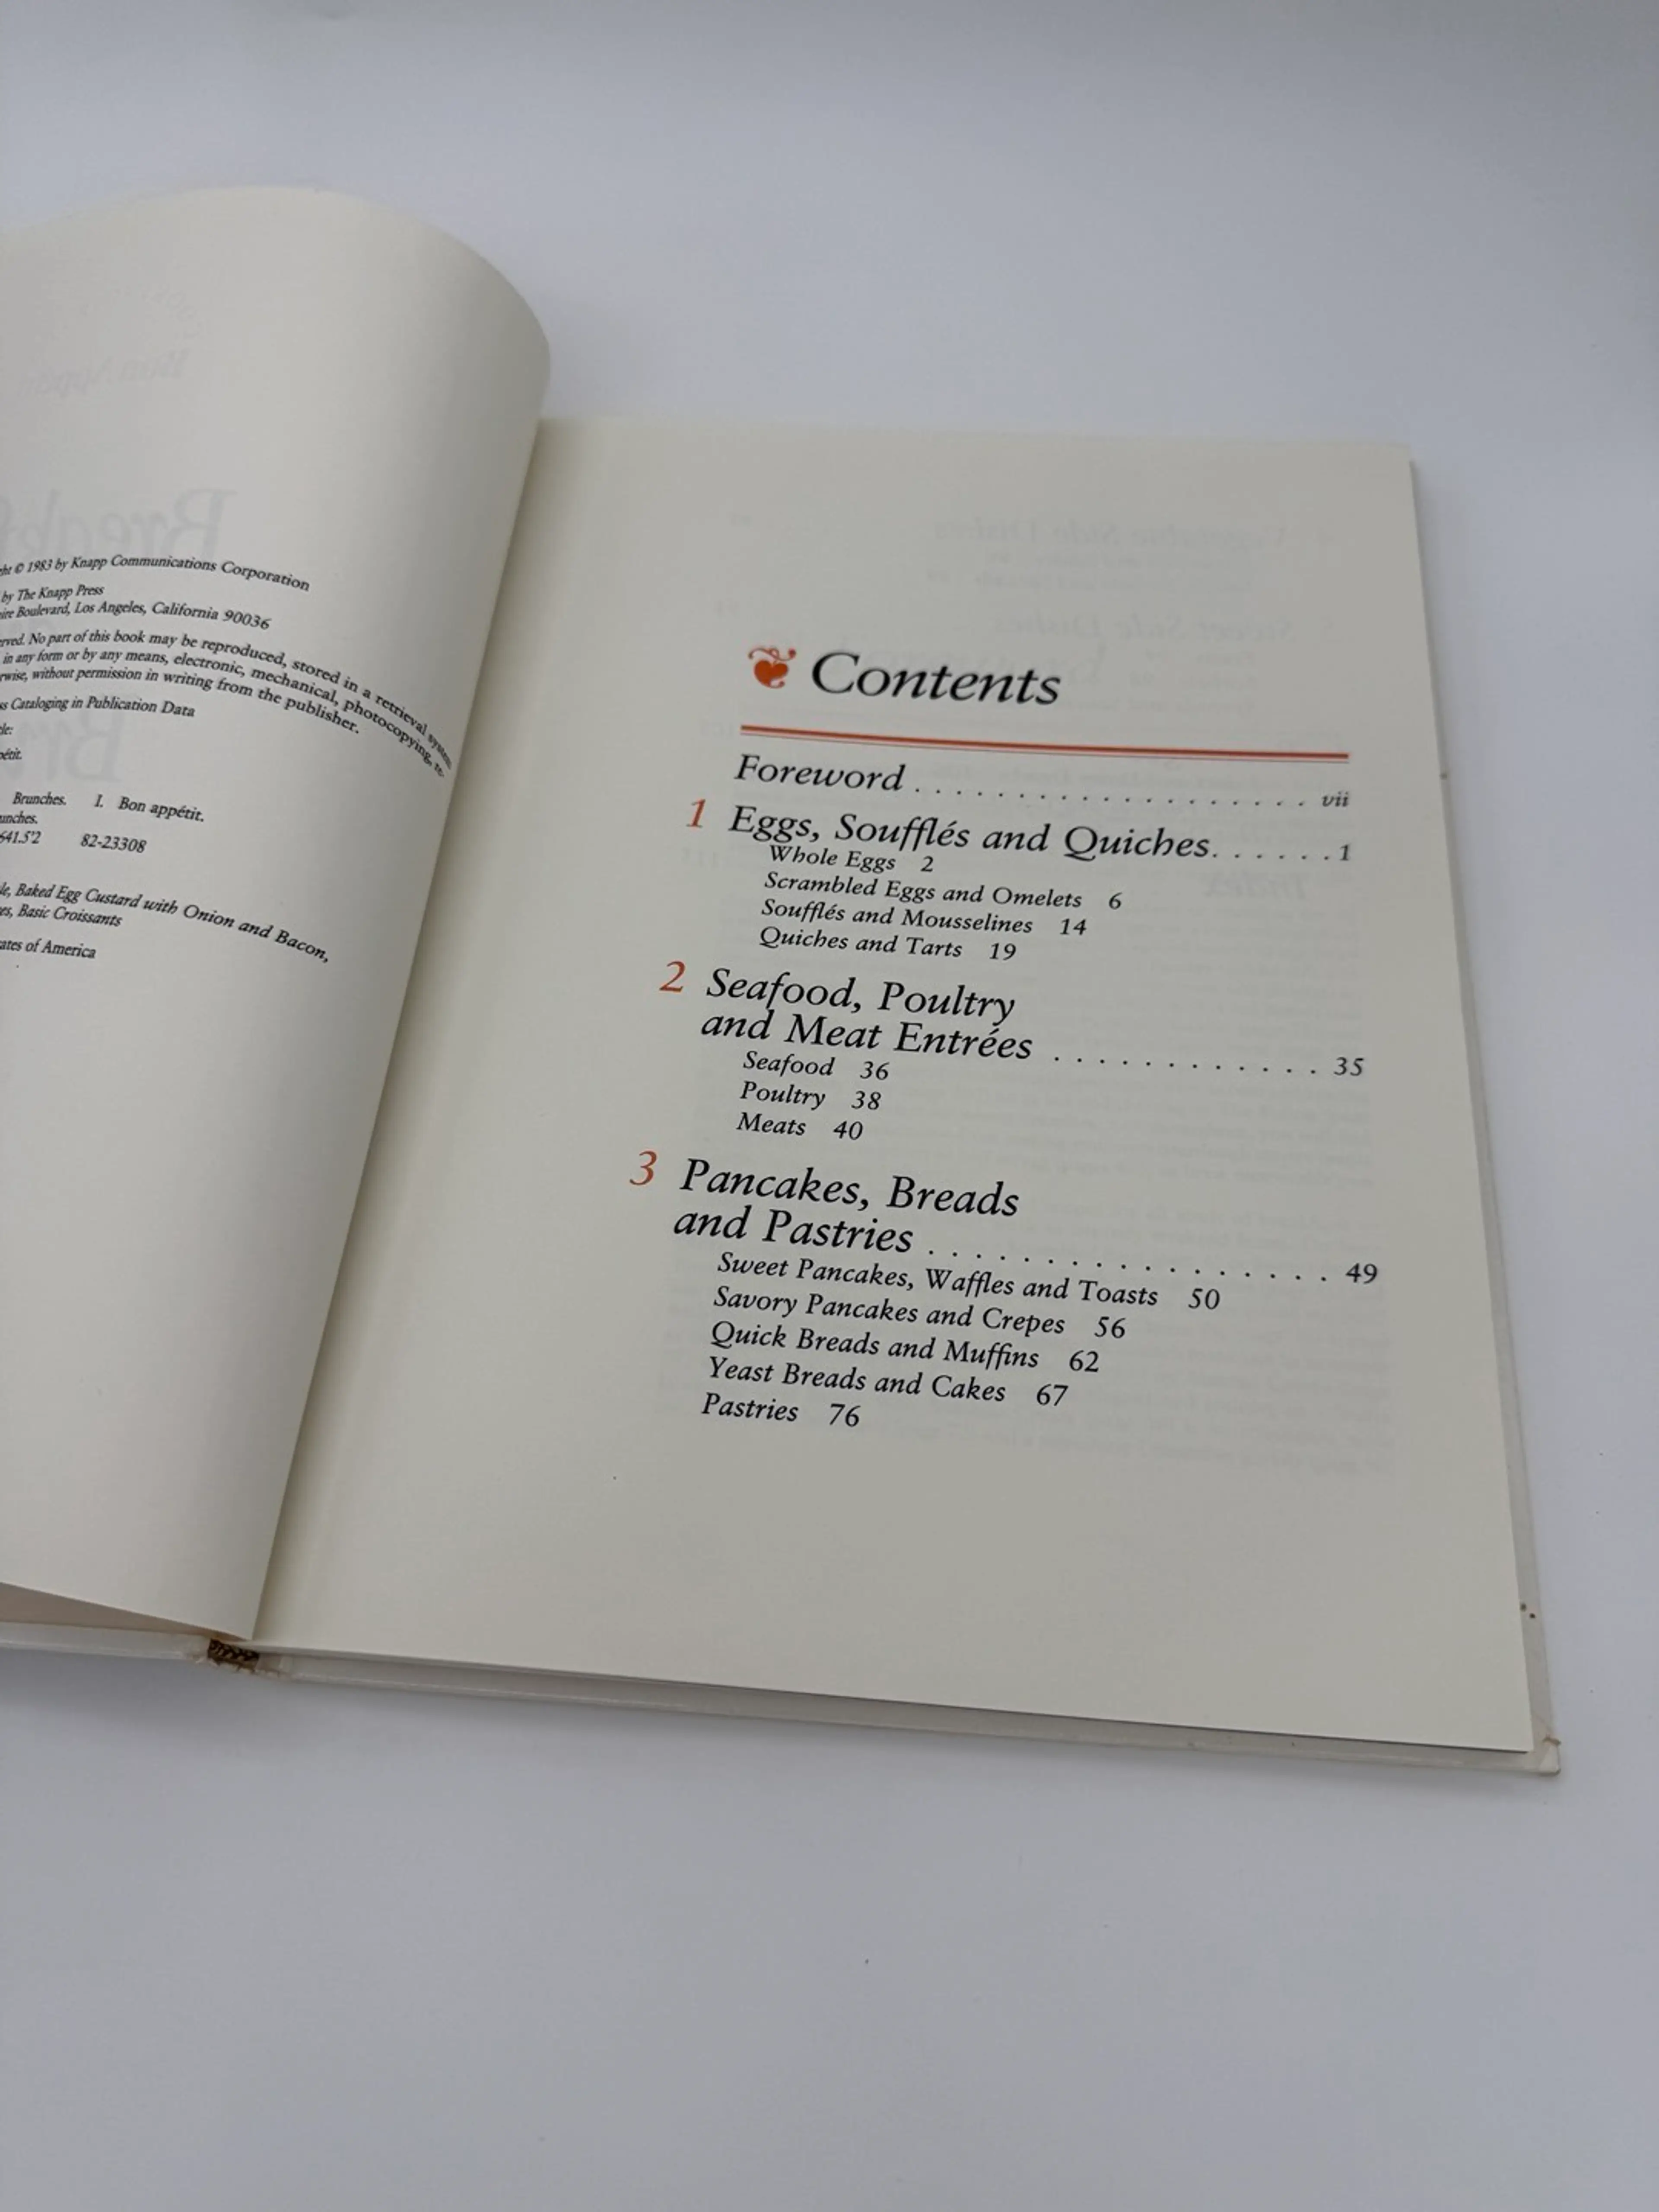 ht © 1983 by Knapp Communications Corporation
by The Knapp Press
ire Boulevard, Los Angeles, California 90036
erved. No part of this book may be reproduced, stored in a retrieval system,
in any form or by any means, electronic, mechanical, photocopying, re-
rwise, without permission in writing from the publisher.
ss Cataloging in Publication Data
le:
pétit.
Brunches. I. Bon appétit.
unches.
641.5'2 82-23308
le, Baked Egg Custard with Onion and Bacon,
es, Basic Croissants
ates of America
Contents
Foreword . . . . . . . . . . . . . . . . . . . vii
1 Eggs, Soufflés and Quiches. . . . . . 1
Whole Eggs 2
Scrambled Eggs and Omelets 6
Soufflés and Mousselines 14
Quiches and Tarts 19
2 Seafood, Poultry
and Meat Entrées . . . . . . . . . . . . 35
Seafood 36
Poultry 38
Meats 40
3 Pancakes, Breads
and Pastries . . . . . . . . . . . . . . . . . 49
Sweet Pancakes, Waffles and Toasts 50
Savory Pancakes and Crepes 56
Quick Breads and Muffins 62
Yeast Breads and Cakes 67
Pastries 76